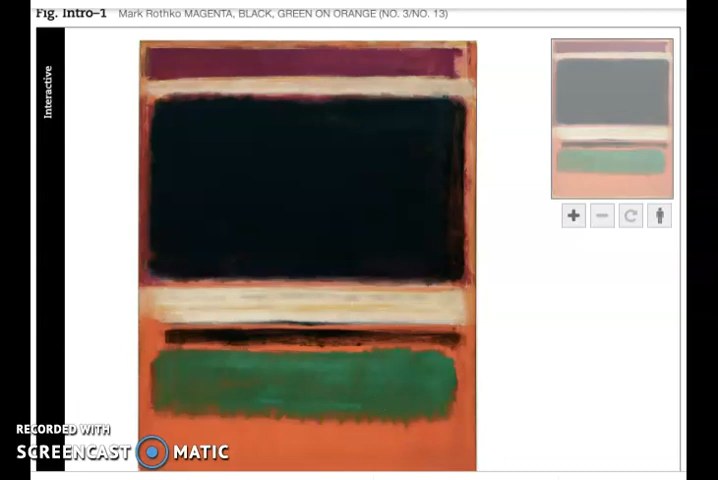 Fig. Intro–1 Mark Rothko MAGENTA, BLACK, GREEN ON ORANGE (NO. 3/NO. 13)
Interactive
RECORDED WITH
SCREENCAST MATIC